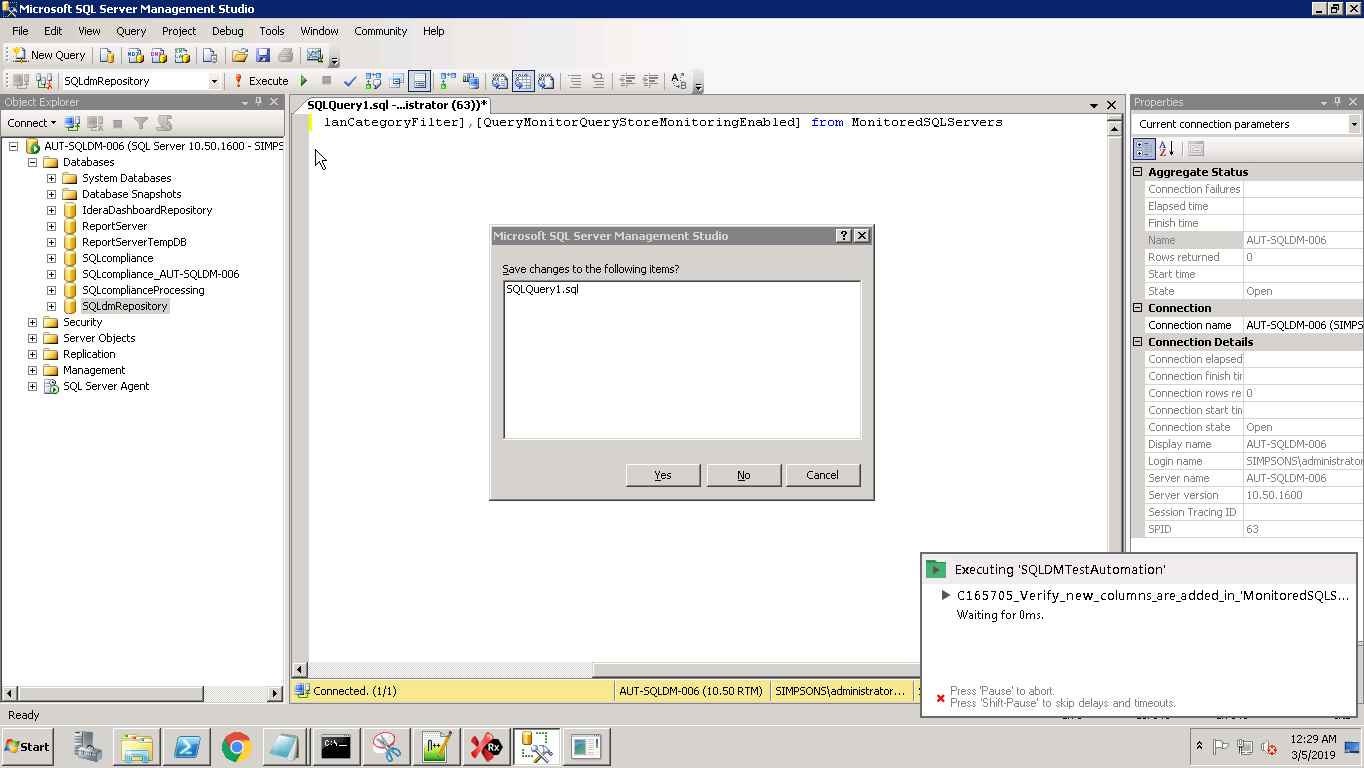 Microsoft SQL Server Management Studio
File Edit View Query Project Debug Tools Window Community Help
New Query
SQLdmRepository
Execute
Object Explorer
Connect
AUT-SQLDM-006 (SQL Server 10.50.1600 - SIMPS
Databases
System Databases
Database Snapshots
IderaDashboardRepository
ReportServer
ReportServerTempDB
SQLcompliance
SQLcompliance_AUT-SQLDM-006
SQLcomplianceProcessing
SQLdmRepository
Security
Server Objects
Replication
Management
SQL Server Agent
SQLQuery1.sql -...istrator (63))*
lanCategoryFilter],[QueryMonitorQueryStoreMonitoringEnabled] from MonitoredSQLServers
Microsoft SQL Server Management Studio
Save changes to the following items?
SQLQuery1.sql
Yes
No
Cancel
Connected. (1/1)
AUT-SQLDM-006 (10.50 RTM)
SIMPSONS\administrator...
Properties
Current connection parameters
Aggregate Status
Connection failures
Elapsed time
Finish time
Name AUT-SQLDM-006
Rows returned 0
Start time
State Open
Connection
Connection name AUT-SQLDM-006 (SIMPS
Connection Details
Connection elapsed
Connection finish tir
Connection rows re 0
Connection start tin
Connection state Open
Display name AUT-SQLDM-006
Login name SIMPSONS\administrator
Server name AUT-SQLDM-006
Server version 10.50.1600
Session Tracing ID
SPID 63
Executing 'SQLDMTestAutomation'
C165705_Verify_new_columns_are_added_in_'MonitoredSQLS...
Waiting for 0ms.
Press 'Pause' to abort.
Press 'Shift-Pause' to skip delays and timeouts.
Ready
Start
12:29 AM
3/5/2019